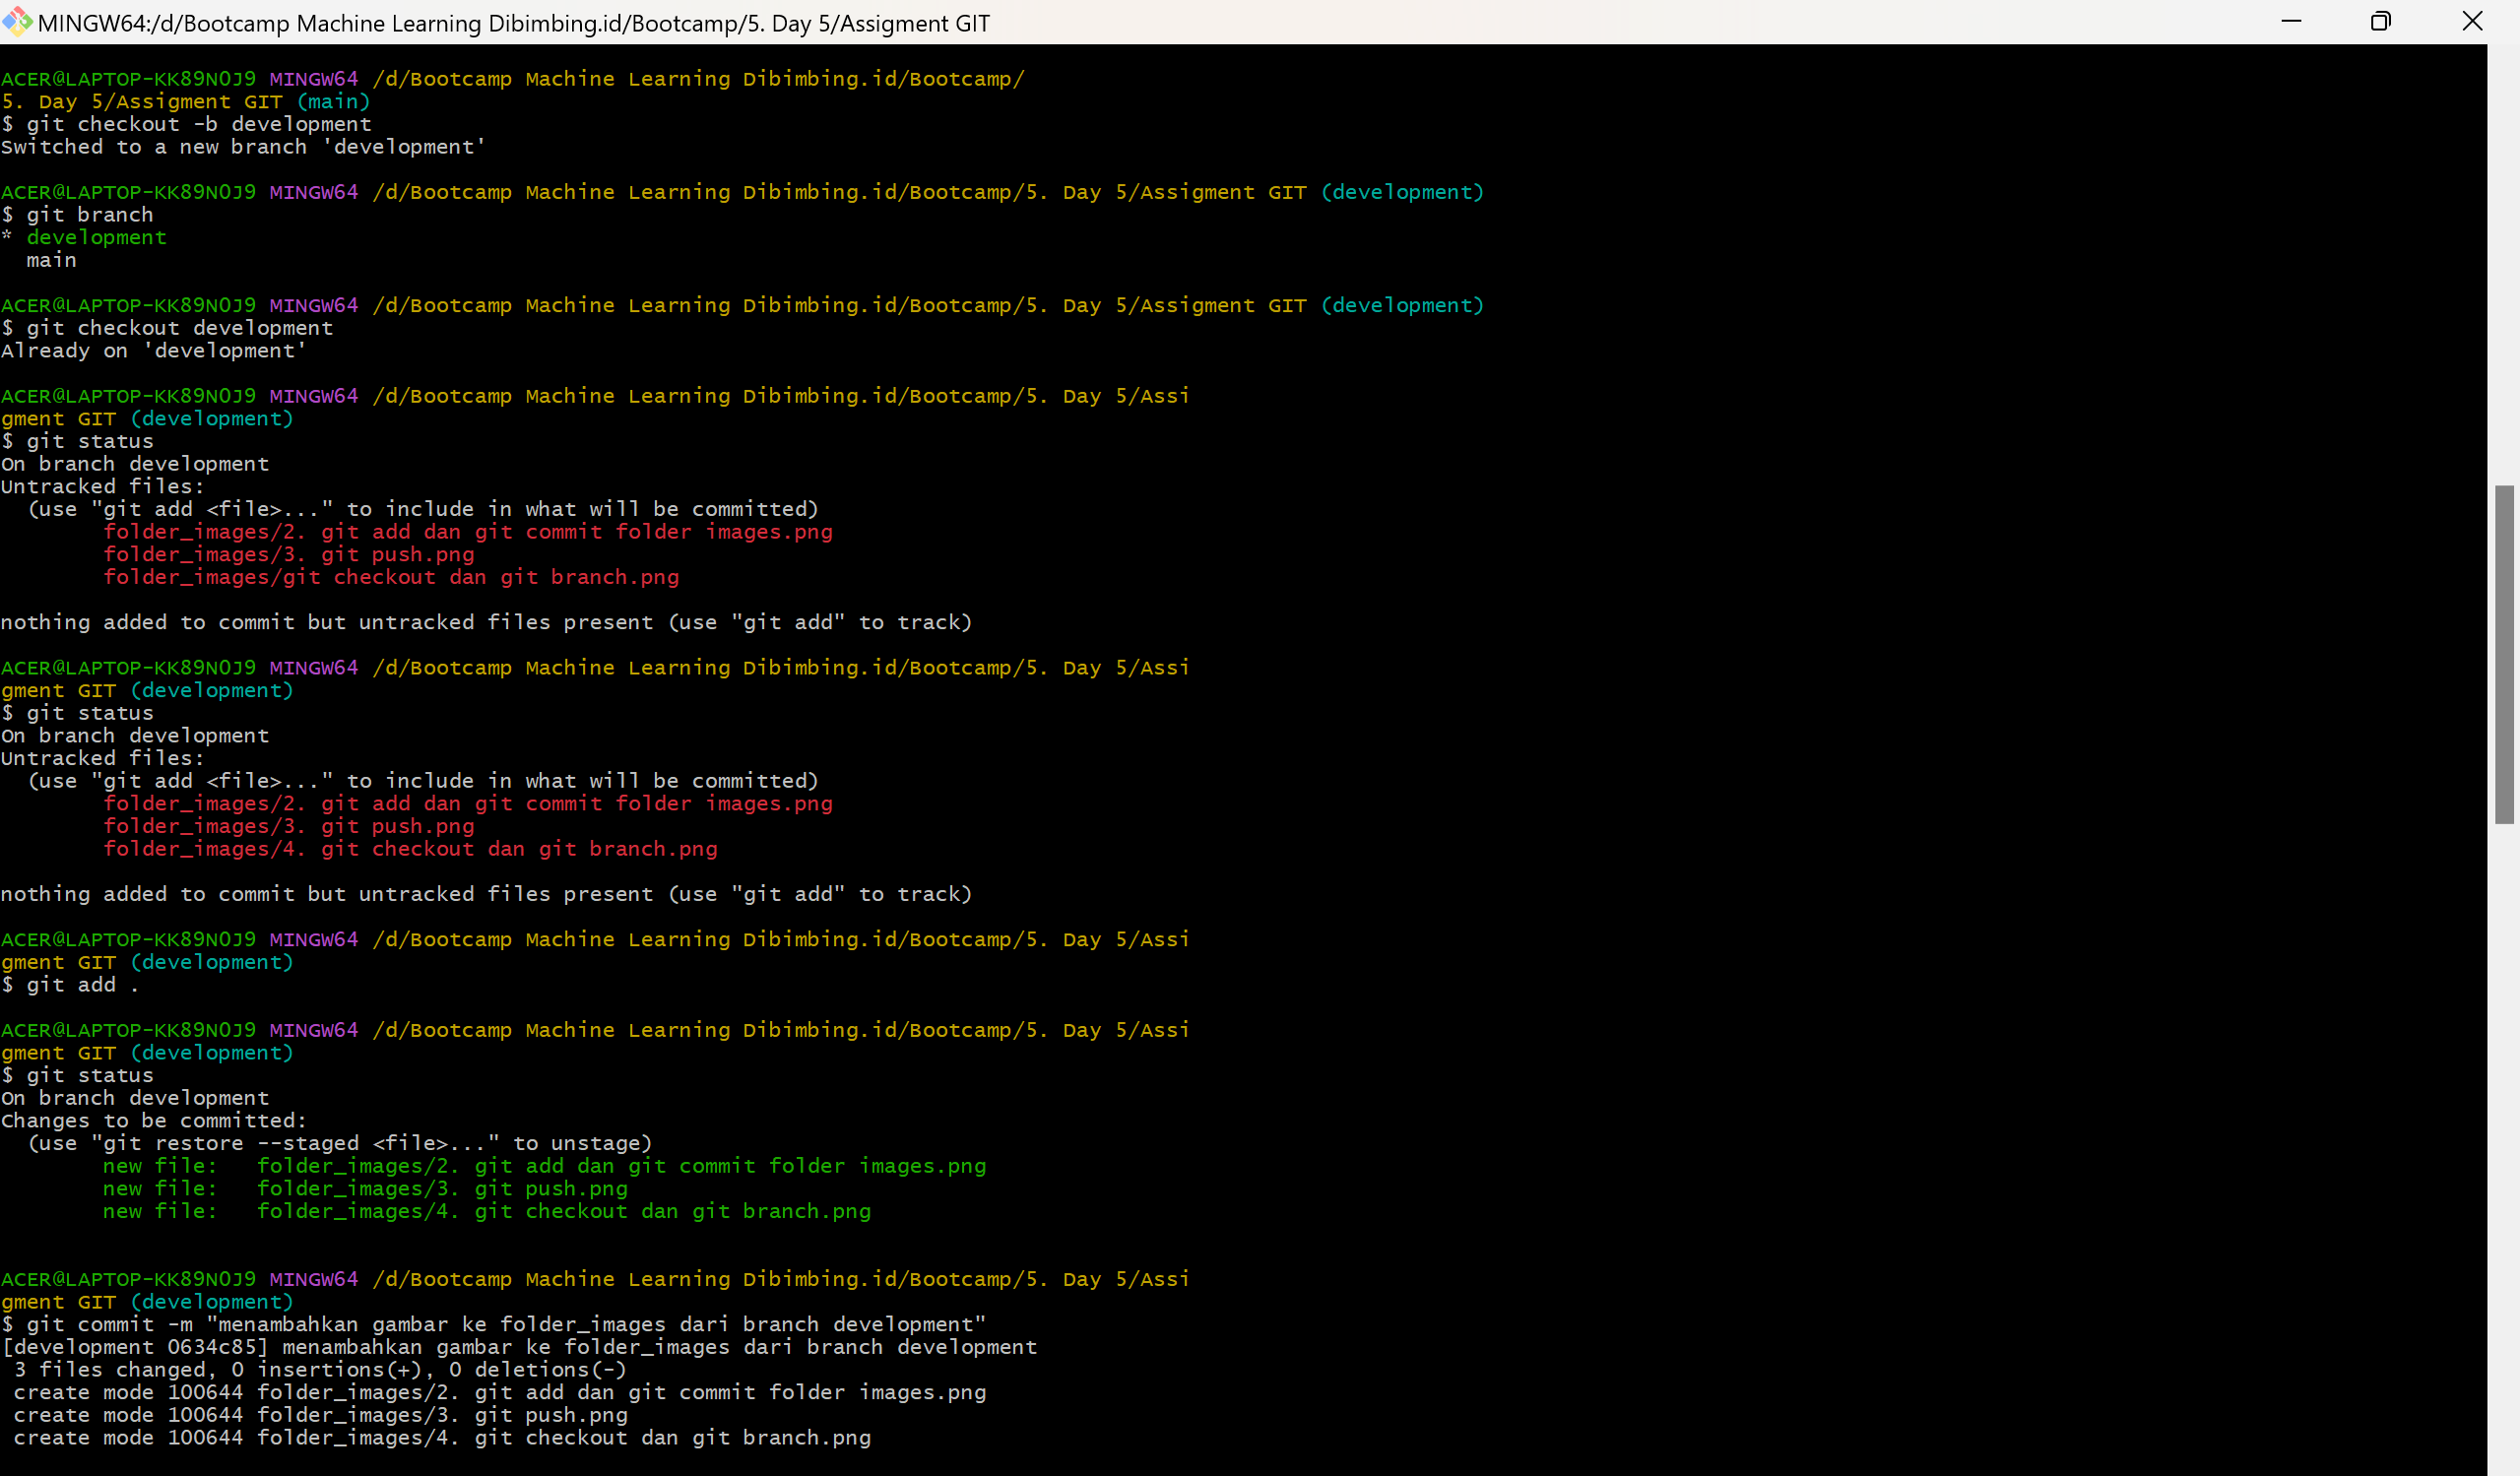 MINGW64:/d/Bootcamp Machine Learning Dibimbing.id/Bootcamp/5. Day 5/Assigment GIT
ACER@LAPTOP-KK89N0J9 MINGW64 /d/Bootcamp Machine Learning Dibimbing.id/Bootcamp/
5. Day 5/Assigment GIT (main)
$ git checkout -b development
Switched to a new branch 'development'
ACER@LAPTOP-KK89N0J9 MINGW64 /d/Bootcamp Machine Learning Dibimbing.id/Bootcamp/5. Day 5/Assigment GIT (development)
$ git branch
* development
  main
ACER@LAPTOP-KK89N0J9 MINGW64 /d/Bootcamp Machine Learning Dibimbing.id/Bootcamp/5. Day 5/Assigment GIT (development)
$ git checkout development
Already on 'development'
ACER@LAPTOP-KK89N0J9 MINGW64 /d/Bootcamp Machine Learning Dibimbing.id/Bootcamp/5. Day 5/Assi
gment GIT (development)
$ git status
On branch development
Untracked files:
  (use "git add <file>..." to include in what will be committed)
        folder_images/2. git add dan git commit folder images.png
        folder_images/3. git push.png
        folder_images/git checkout dan git branch.png
nothing added to commit but untracked files present (use "git add" to track)
ACER@LAPTOP-KK89N0J9 MINGW64 /d/Bootcamp Machine Learning Dibimbing.id/Bootcamp/5. Day 5/Assi
gment GIT (development)
$ git status
On branch development
Untracked files:
  (use "git add <file>..." to include in what will be committed)
        folder_images/2. git add dan git commit folder images.png
        folder_images/3. git push.png
        folder_images/4. git checkout dan git branch.png
nothing added to commit but untracked files present (use "git add" to track)
ACER@LAPTOP-KK89N0J9 MINGW64 /d/Bootcamp Machine Learning Dibimbing.id/Bootcamp/5. Day 5/Assi
gment GIT (development)
$ git add .
ACER@LAPTOP-KK89N0J9 MINGW64 /d/Bootcamp Machine Learning Dibimbing.id/Bootcamp/5. Day 5/Assi
gment GIT (development)
$ git status
On branch development
Changes to be committed:
  (use "git restore --staged <file>..." to unstage)
        new file:   folder_images/2. git add dan git commit folder images.png
        new file:   folder_images/3. git push.png
        new file:   folder_images/4. git checkout dan git branch.png
ACER@LAPTOP-KK89N0J9 MINGW64 /d/Bootcamp Machine Learning Dibimbing.id/Bootcamp/5. Day 5/Assi
gment GIT (development)
$ git commit -m "menambahkan gambar ke folder_images dari branch development"
[development 0634c85] menambahkan gambar ke folder_images dari branch development
 3 files changed, 0 insertions(+), 0 deletions(-)
 create mode 100644 folder_images/2. git add dan git commit folder images.png
 create mode 100644 folder_images/3. git push.png
 create mode 100644 folder_images/4. git checkout dan git branch.png